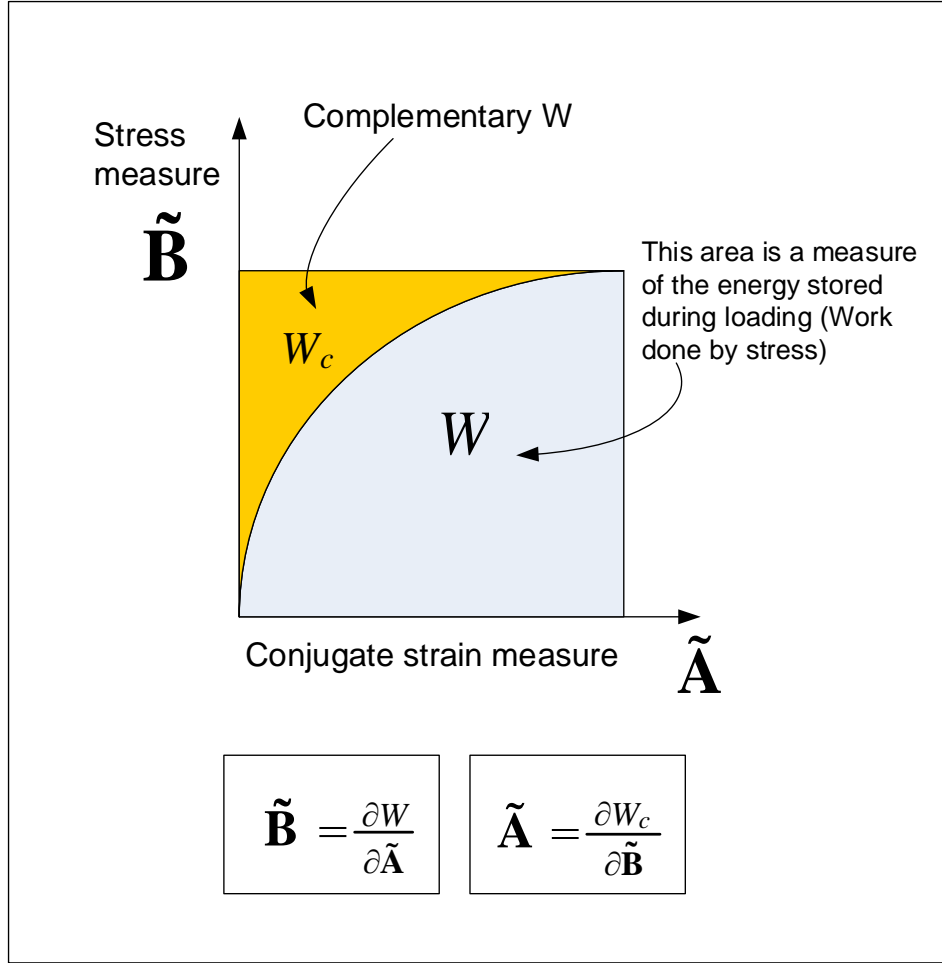 Complementary W
Stress
measure
B̃
This area is a measure
of the energy stored
during loading (Work
done by stress)
W_c
W
Conjugate strain measure
Ã
B̃ = ∂W/∂Ã
Ã = ∂W_c/∂B̃